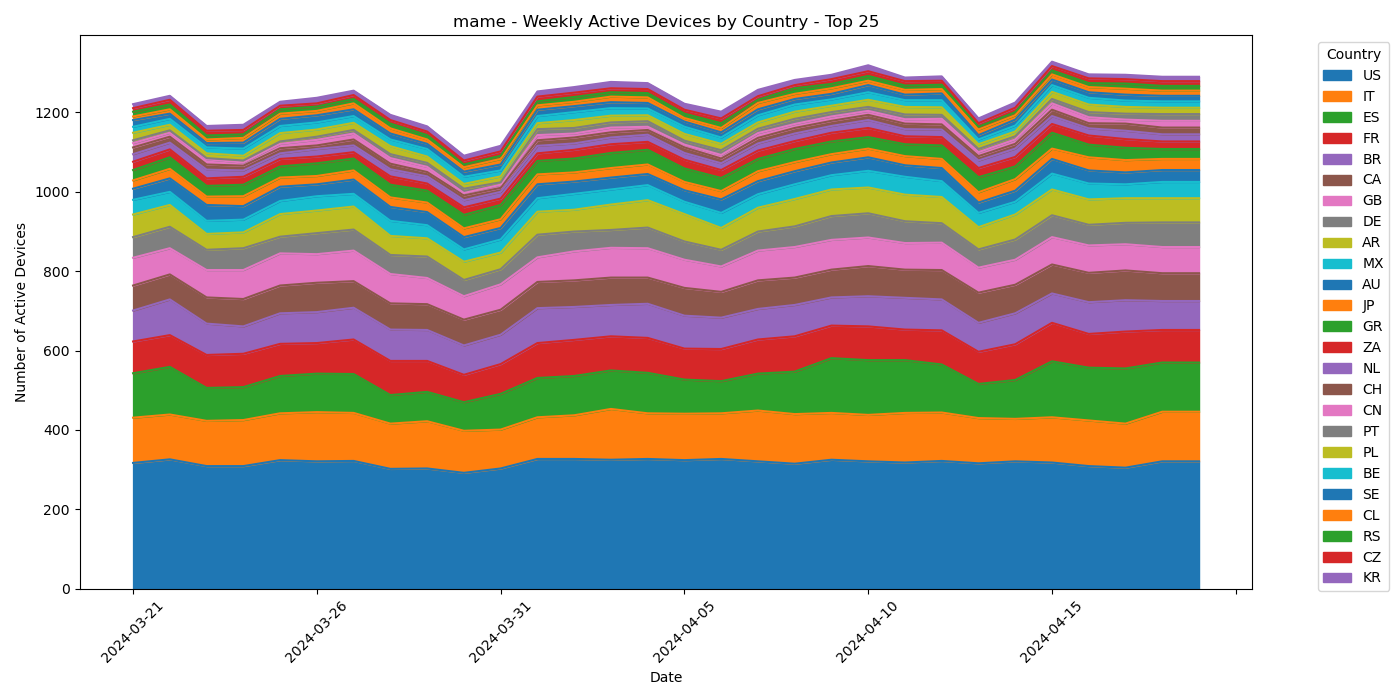 mame - Weekly Active Devices by Country - Top 25
Number of Active Devices
1200
1000
800
600
400
200
0
2024-03-21
2024-03-26
2024-03-31
2024-04-05
2024-04-10
2024-04-15
Date
Country
US
IT
ES
FR
BR
CA
GB
DE
AR
MX
AU
JP
GR
ZA
NL
CH
CN
PT
PL
BE
SE
CL
RS
CZ
KR